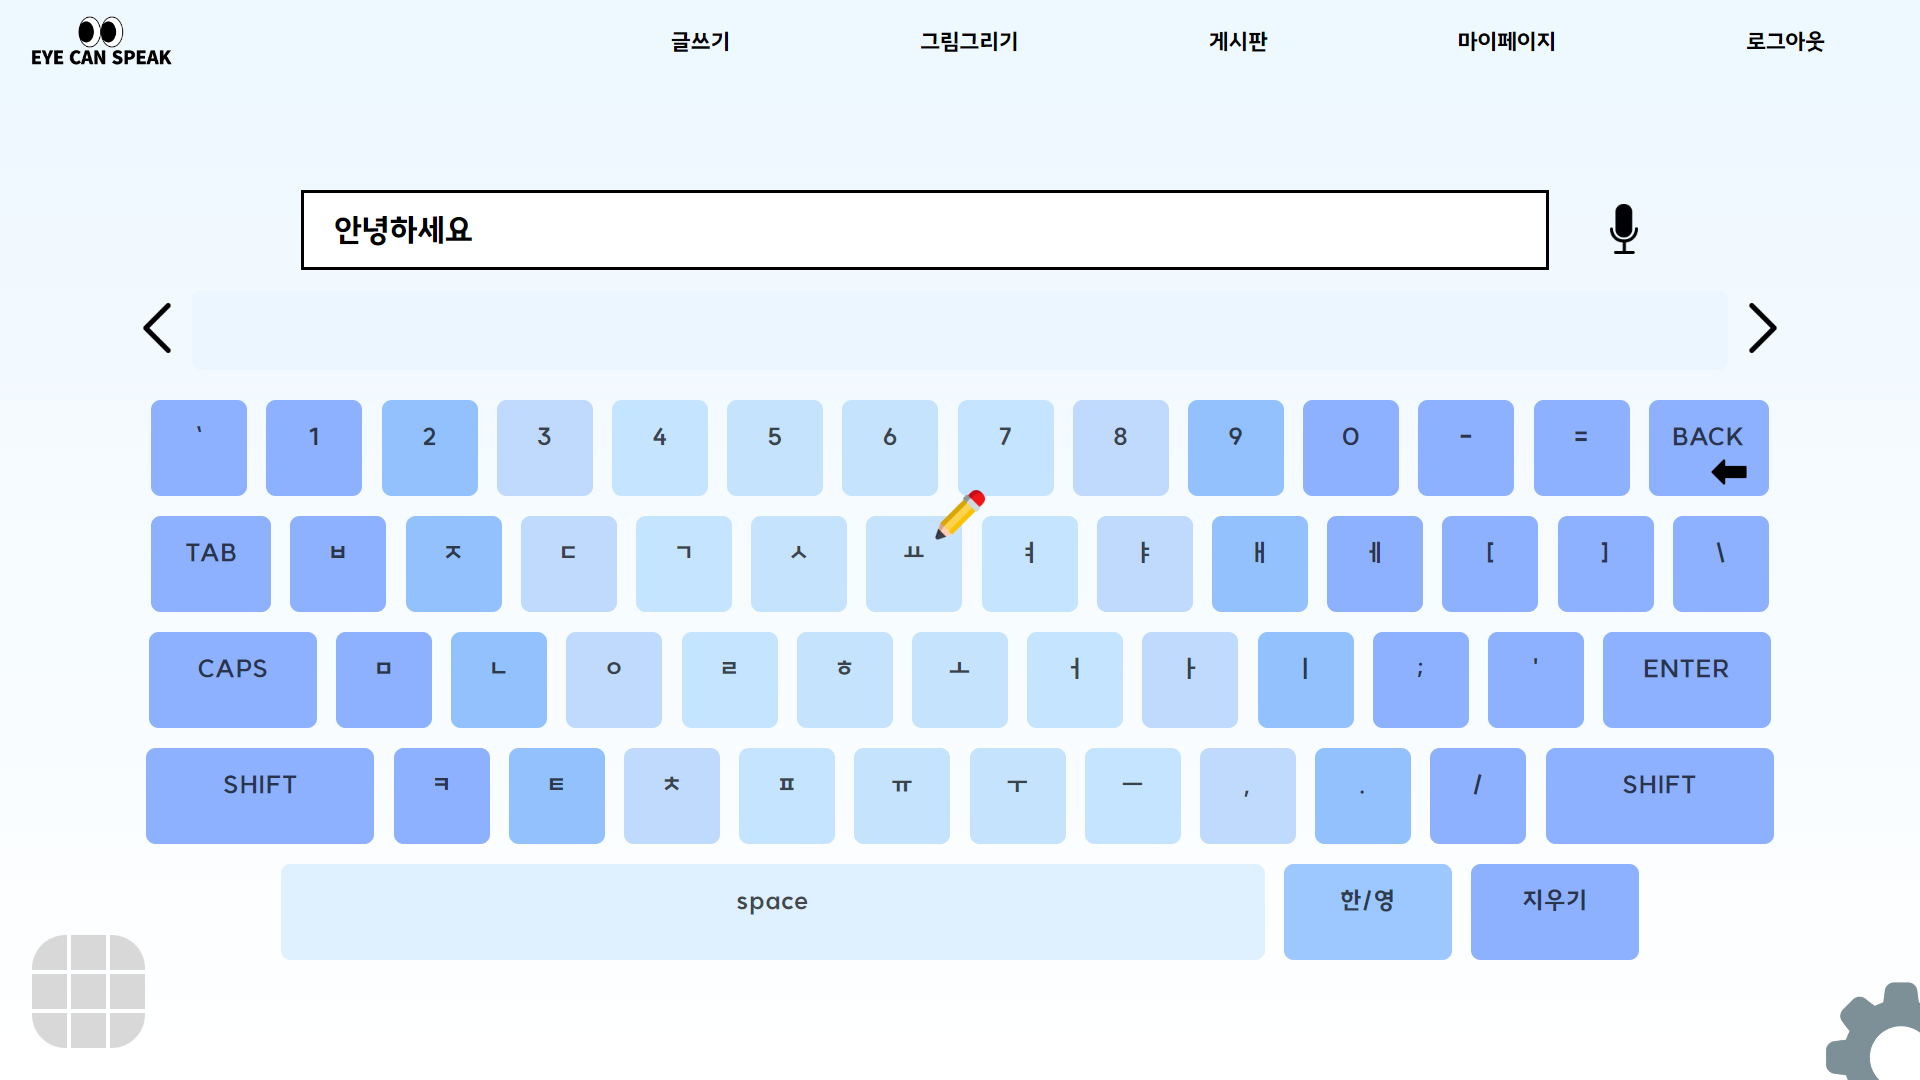 EYE CAN SPEAK 글쓰기 그림그리기 게시판 마이페이지 로그아웃
안녕하세요
` 1 2 3 4 5 6 7 8 9 0 - = BACK
TAB ㅂ ㅈ ㄷ ㄱ ㅅ ㅛ ㅕ ㅑ ㅐ ㅔ [ ] \
CAPS ㅁ ㄴ ㅇ ㄹ ㅎ ㅗ ㅓ ㅏ ㅣ ; ' ENTER
SHIFT ㅋ ㅌ ㅊ ㅍ ㅠ ㅜ ㅡ , . / SHIFT
space 한/영 지우기